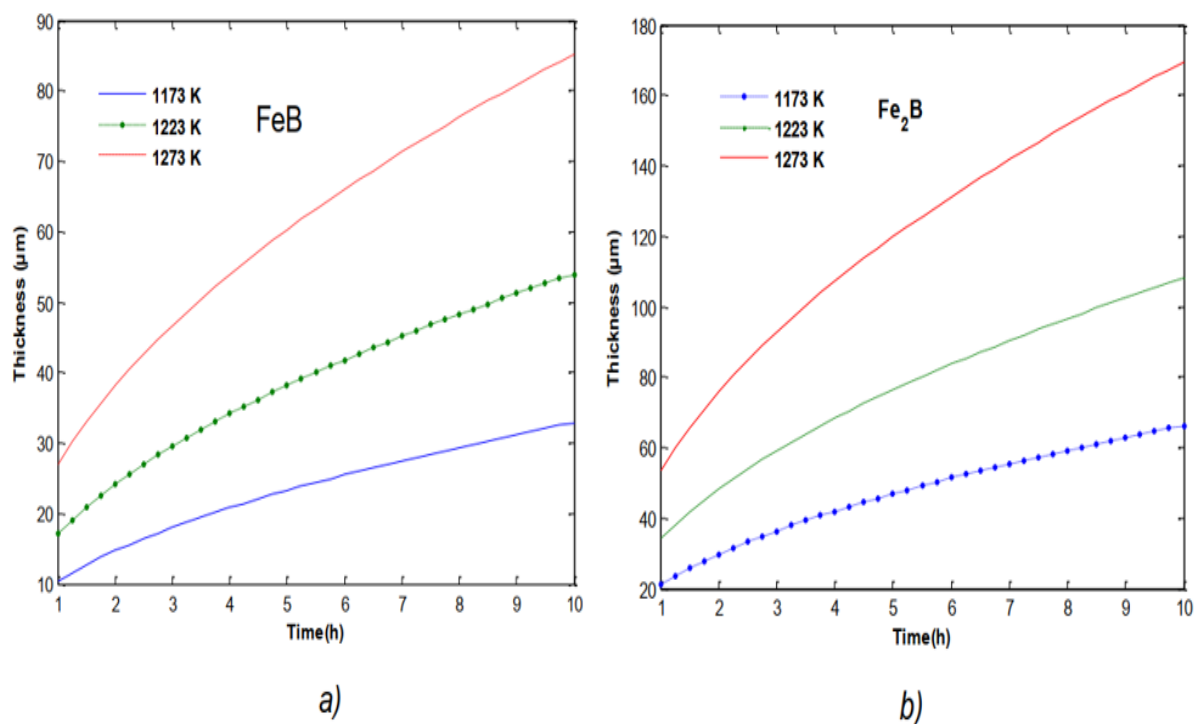 90
80
70
60
50
40
30
20
10
Thickness (µm)
1173 K
1223 K
1273 K
FeB
1 2 3 4 5 6 7 8 9 10
Time(h)
a)
180
160
140
120
100
80
60
40
20
Thickness (µm)
1173 K
1223 K
1273 K
Fe₂B
1 2 3 4 5 6 7 8 9 10
Time(h)
b)